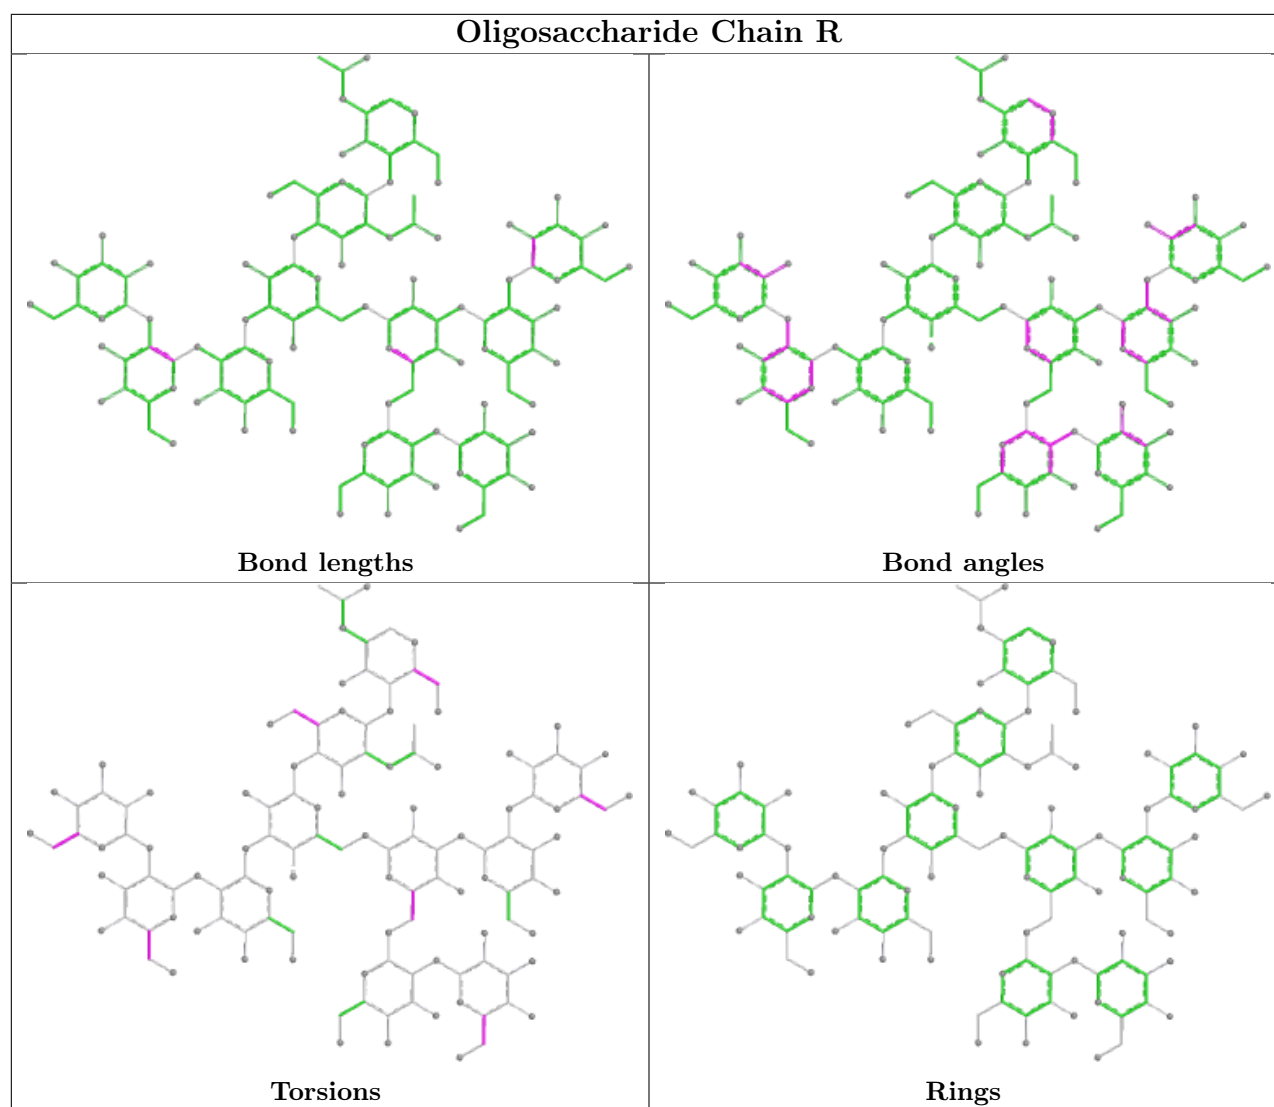 Oligosaccharide Chain R
Bond lengths
Bond angles
Torsions
Rings